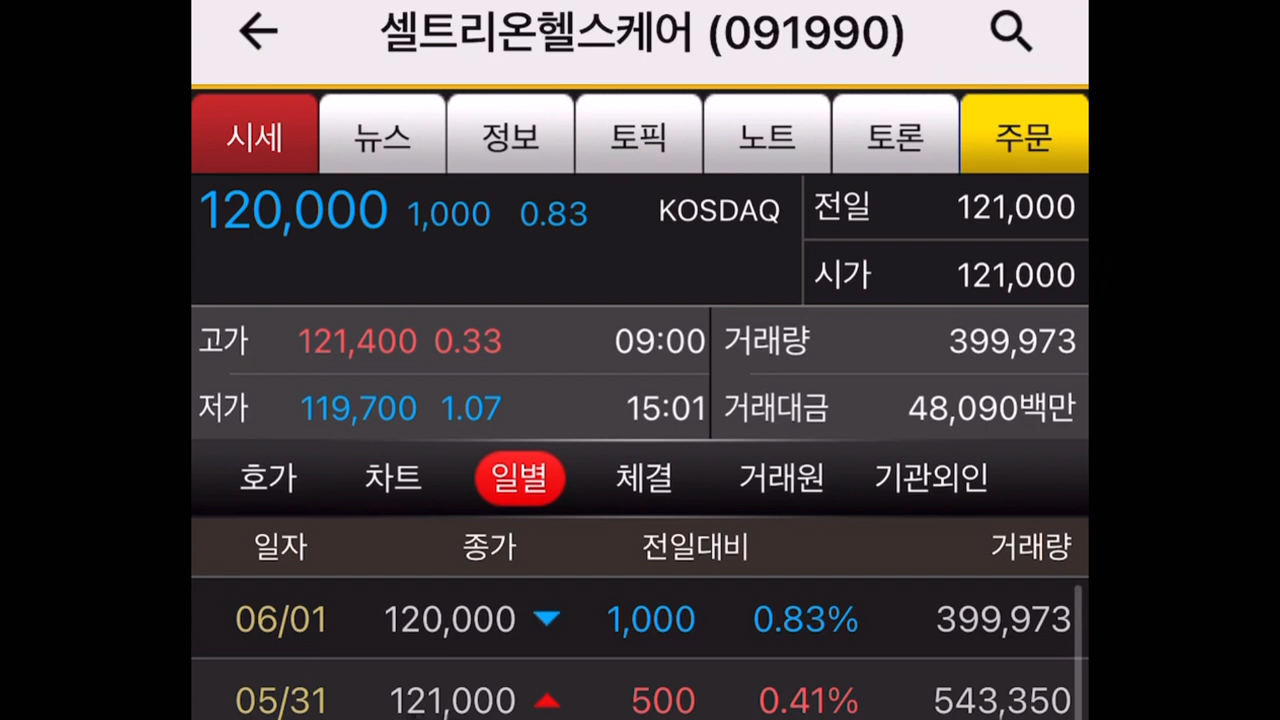 셀트리온헬스케어 (091990)
시세 뉴스 정보 토픽 노트 토론 주문
120,000 1,000 0.83 KOSDAQ 전일 121,000
시가 121,000
고가 121,400 0.33 09:00 거래량 399,973
저가 119,700 1.07 15:01 거래대금 48,090백만
호가 차트 일별 체결 거래원 기관외인
일자 종가 전일대비 거래량
06/01 120,000 ▼ 1,000 0.83% 399,973
05/31 121,000 ▲ 500 0.41% 543,350